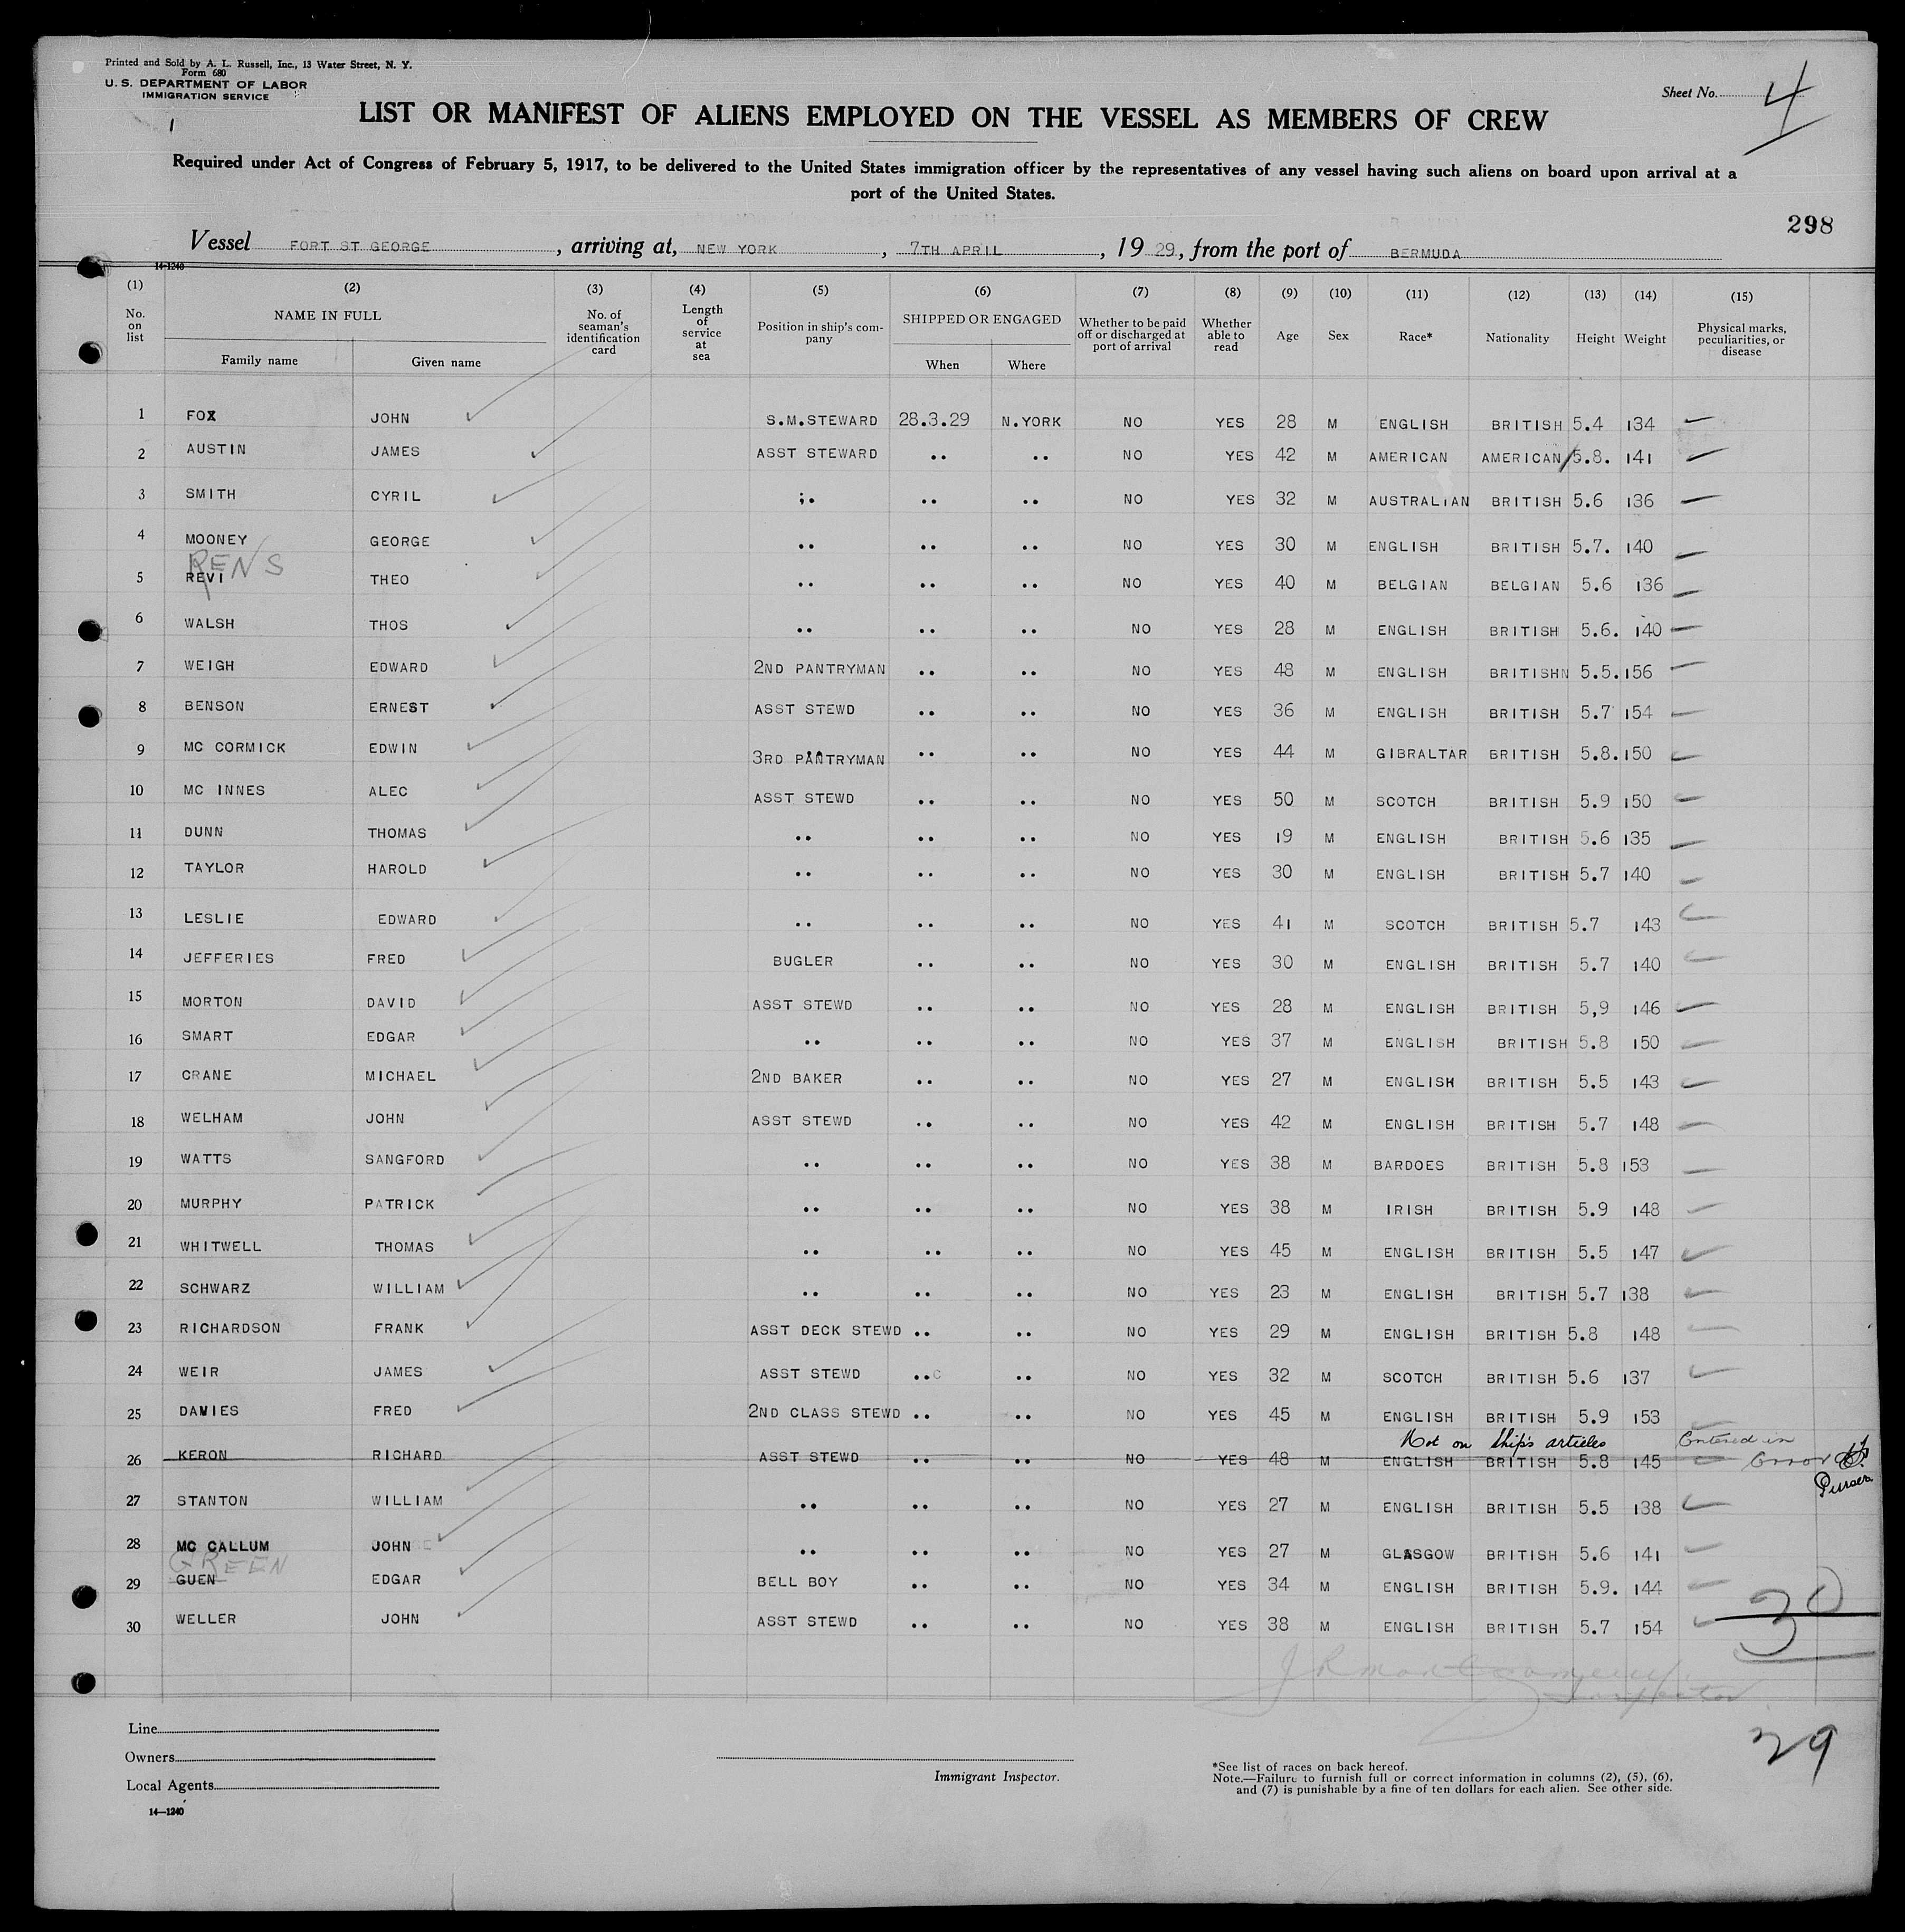 Printed and Sold by A. L. Russell, Inc., 13 Water Street, N. Y.
Form 680
U. S. DEPARTMENT OF LABOR
IMMIGRATION SERVICE
Sheet No. 4
1
LIST OR MANIFEST OF ALIENS EMPLOYED ON THE VESSEL AS MEMBERS OF CREW
Required under Act of Congress of February 5, 1917, to be delivered to the United States immigration officer by the representatives of any vessel having such aliens on board upon arrival at a
port of the United States.
298
Vessel FORT ST GEORGE, arriving at, NEW YORK, 7TH APRIL, 19 29, from the port of BERMUDA
14-1240
(1) (2) (3) (4) (5) (6) (7) (8) (9) (10) (11) (12) (13) (14) (15)
No. on list NAME IN FULL Family name Given name No. of seaman's identification card Length of service at sea Position in ship's company SHIPPED OR ENGAGED When Where Whether to be paid off or discharged at port of arrival Whether able to read Age Sex Race* Nationality Height Weight Physical marks, peculiarities, or disease
1 FOX JOHN S.M.STEWARD 28.3.29 N.YORK NO YES 28 M ENGLISH BRITISH 5.4 134
2 AUSTIN JAMES ASST STEWARD .. .. NO YES 42 M AMERICAN AMERICAN 5.8. 141
3 SMITH CYRIL ;. .. .. NO YES 32 M AUSTRALIAN BRITISH 5.6 136
4 MOONEY GEORGE .. .. .. NO YES 30 M ENGLISH BRITISH 5.7. 140
RENS
5 REVI THEO .. .. .. NO YES 40 M BELGIAN BELGIAN 5.6 136
6 WALSH THOS .. .. .. NO YES 28 M ENGLISH BRITISH 5.6. 140
7 WEIGH EDWARD 2ND PANTRYMAN .. .. NO YES 48 M ENGLISH BRITISHN 5.5. 156
8 BENSON ERNEST ASST STEWD .. .. NO YES 36 M ENGLISH BRITISH 5.7 154
9 MC CORMICK EDWIN 3RD PANTRYMAN .. .. NO YES 44 M GIBRALTAR BRITISH 5.8. 150
10 MC INNES ALEC ASST STEWD .. .. NO YES 50 M SCOTCH BRITISH 5.9 150
11 DUNN THOMAS .. .. .. NO YES 19 M ENGLISH BRITISH 5.6 135
12 TAYLOR HAROLD .. .. .. NO YES 30 M ENGLISH BRITISH 5.7 140
13 LESLIE EDWARD .. .. .. NO YES 41 M SCOTCH BRITISH 5.7 143
14 JEFFERIES FRED BUGLER .. .. NO YES 30 M ENGLISH BRITISH 5.7 140
15 MORTON DAVID ASST STEWD .. .. NO YES 28 M ENGLISH BRITISH 5,9 146
16 SMART EDGAR .. .. .. NO YES 37 M ENGLISH BRITISH 5.8 150
17 CRANE MICHAEL 2ND BAKER .. .. NO YES 27 M ENGLISH BRITISH 5.5 143
18 WELHAM JOHN ASST STEWD .. .. NO YES 42 M ENGLISH BRITISH 5.7 148
19 WATTS SANGFORD .. .. .. NO YES 38 M BARDOES BRITISH 5.8 153
20 MURPHY PATRICK .. .. .. NO YES 38 M IRISH BRITISH 5.9 148
21 WHITWELL THOMAS .. .. .. NO YES 45 M ENGLISH BRITISH 5.5 147
22 SCHWARZ WILLIAM .. .. .. NO YES 23 M ENGLISH BRITISH 5.7 138
23 RICHARDSON FRANK ASST DECK STEWD .. .. NO YES 29 M ENGLISH BRITISH 5.8 148
24 WEIR JAMES ASST STEWD .. .. NO YES 32 M SCOTCH BRITISH 5.6 137
25 DAVIES FRED 2ND CLASS STEWD .. .. NO YES 45 M ENGLISH BRITISH 5.9 153
Not on ship's articles Entered in
26 KERON RICHARD ASST STEWD .. .. NO YES 48 M ENGLISH BRITISH 5.8 145 Error
Purser
27 STANTON WILLIAM .. .. .. NO YES 27 M ENGLISH BRITISH 5.5 138
28 MC CALLUM JOHN .. .. .. NO YES 27 M GLASGOW BRITISH 5.6 141
GREEN
29 GUEN EDGAR BELL BOY .. .. NO YES 34 M ENGLISH BRITISH 5.9. 144
30 WELLER JOHN ASST STEWD .. .. NO YES 38 M ENGLISH BRITISH 5.7 154
30
J R Montgomery
Inspector
29
Line
Owners
Local Agents
14—1240
Immigrant Inspector.
*See list of races on back hereof.
Note.—Failure to furnish full or correct information in columns (2), (5), (6),
and (7) is punishable by a fine of ten dollars for each alien. See other side.